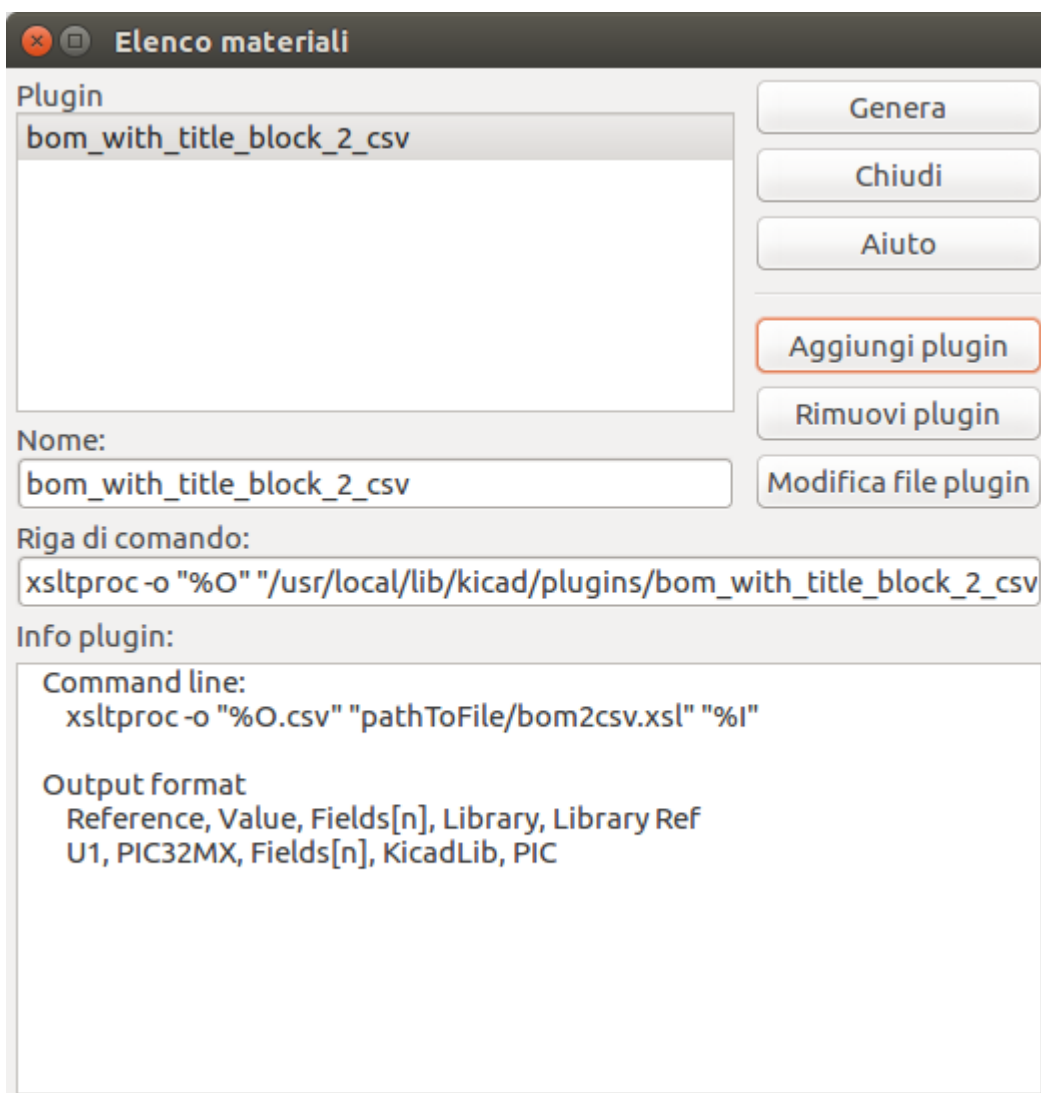 Elenco materiali
Plugin
bom_with_title_block_2_csv
Genera
Chiudi
Aiuto
Aggiungi plugin
Rimuovi plugin
Modifica file plugin
Nome:
bom_with_title_block_2_csv
Riga di comando:
xsltproc -o "%O" "/usr/local/lib/kicad/plugins/bom_with_title_block_2_csv
Info plugin:
Command line:
xsltproc -o "%O.csv" "pathToFile/bom2csv.xsl" "%I"
Output format
Reference, Value, Fields[n], Library, Library Ref
U1, PIC32MX, Fields[n], KicadLib, PIC